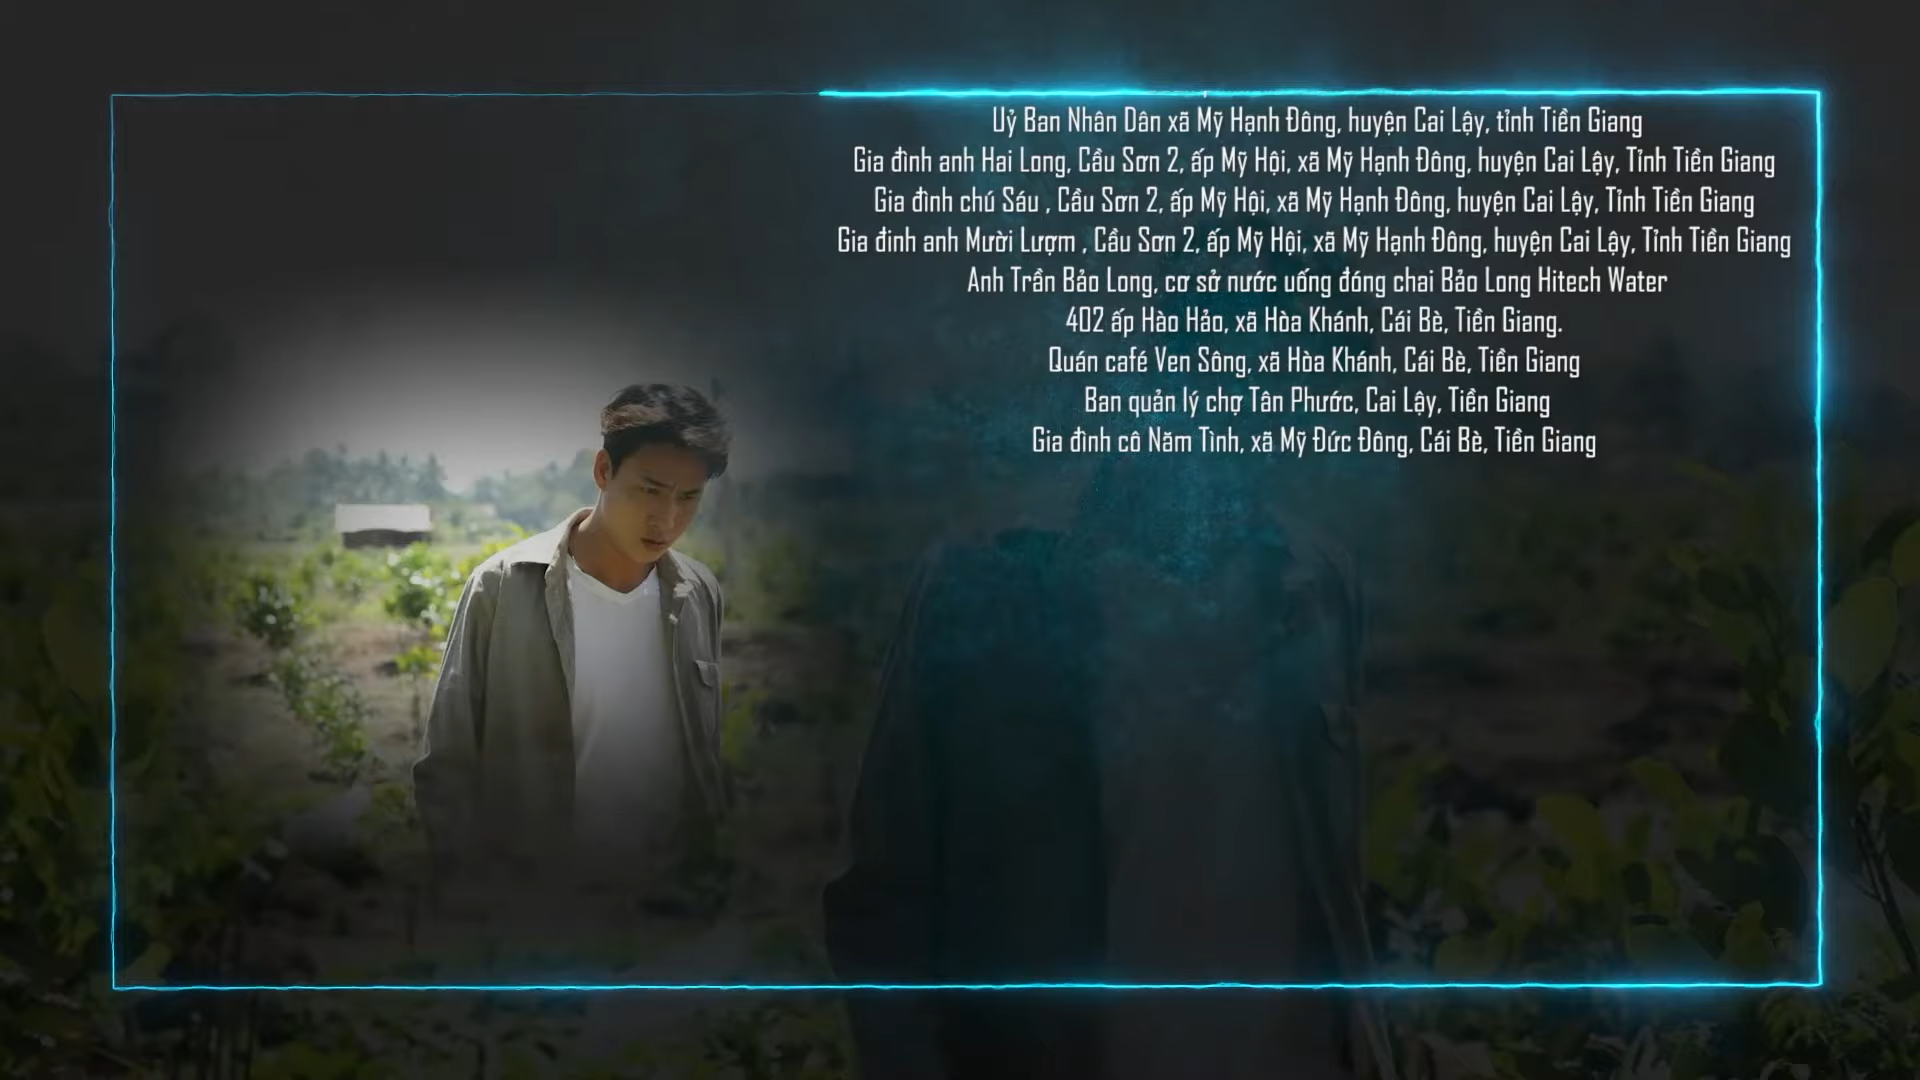 Uỷ Ban Nhân Dân xã Mỹ Hạnh Đông, huyện Cai Lậy, tỉnh Tiền Giang
Gia đình anh Hai Long, Cầu Sơn 2, ấp Mỹ Hội, xã Mỹ Hạnh Đông, huyện Cai Lậy, Tỉnh Tiền Giang
Gia đình chú Sáu , Cầu Sơn 2, ấp Mỹ Hội, xã Mỹ Hạnh Đông, huyện Cai Lậy, Tỉnh Tiền Giang
Gia đinh anh Mười Lượm , Cầu Sơn 2, ấp Mỹ Hội, xã Mỹ Hạnh Đông, huyện Cai Lậy, Tỉnh Tiền Giang
Anh Trần Bảo Long, cơ sở nước uống đóng chai Bảo Long Hitech Water
402 ấp Hào Hảo, xã Hòa Khánh, Cái Bè, Tiền Giang.
Quán café Ven Sông, xã Hòa Khánh, Cái Bè, Tiền Giang
Ban quản lý chợ Tân Phước, Cai Lậy, Tiền Giang
Gia đình cô Năm Tình, xã Mỹ Đức Đông, Cái Bè, Tiền Giang